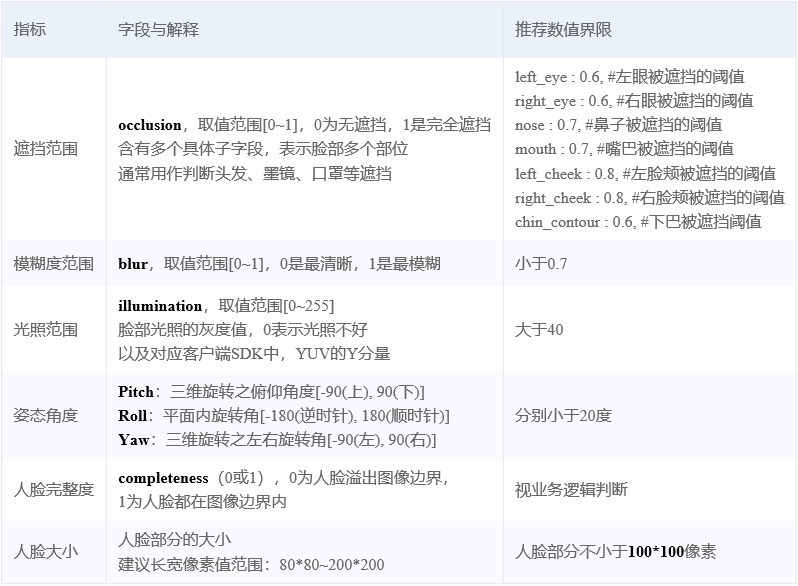 指标
字段与解释
推荐数值界限
遮挡范围
occlusion，取值范围[0~1]，0为无遮挡，1是完全遮挡
含有多个具体子字段，表示脸部多个部位
通常用作判断头发、墨镜、口罩等遮挡
left_eye : 0.6, #左眼被遮挡的阈值
right_eye : 0.6, #右眼被遮挡的阈值
nose : 0.7, #鼻子被遮挡的阈值
mouth : 0.7, #嘴巴被遮挡的阈值
left_cheek : 0.8, #左脸颊被遮挡的阈值
right_cheek : 0.8, #右脸颊被遮挡的阈值
chin_contour : 0.6, #下巴被遮挡阈值
模糊度范围
blur，取值范围[0~1]，0是最清晰，1是最模糊
小于0.7
光照范围
illumination，取值范围[0~255]
脸部光照的灰度值，0表示光照不好
以及对应客户端SDK中，YUV的Y分量
大于40
姿态角度
Pitch：三维旋转之俯仰角度[-90(上), 90(下)]
Roll：平面内旋转角[-180(逆时针), 180(顺时针)]
Yaw：三维旋转之左右旋转角[-90(左), 90(右)]
分别小于20度
人脸完整度
completeness（0或1），0为人脸溢出图像边界，
1为人脸都在图像边界内
视业务逻辑判断
人脸大小
人脸部分的大小
建议长宽像素值范围：80*80~200*200
人脸部分不小于100*100像素